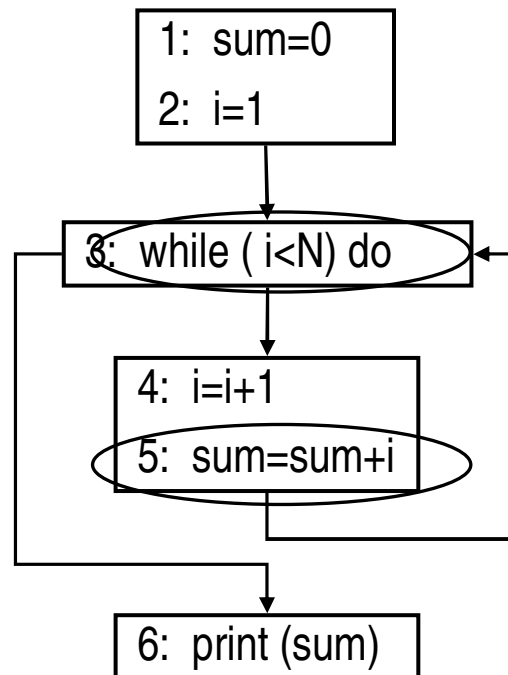 1: sum=0
2: i=1
3: while ( i<N) do
4: i=i+1
5: sum=sum+i
6: print (sum)